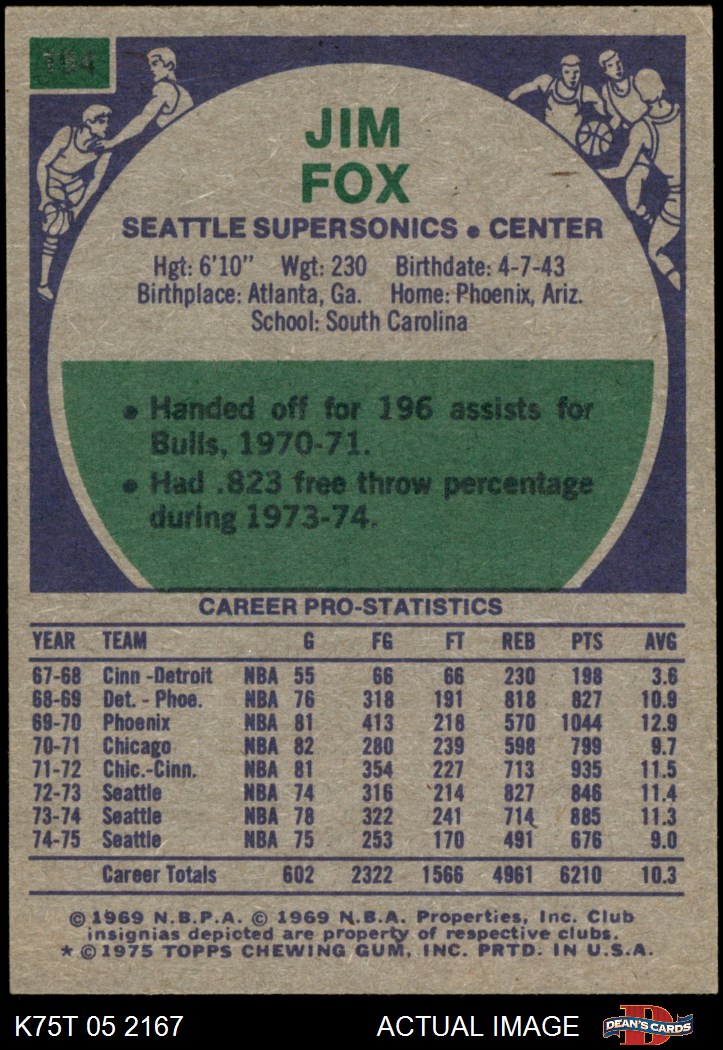 194
JIM
FOX
SEATTLE SUPERSONICS • CENTER
Hgt: 6'10" Wgt: 230 Birthdate: 4-7-43
Birthplace: Atlanta, Ga. Home: Phoenix, Ariz.
School: South Carolina
• Handed off for 196 assists for
Bulls, 1970-71.
• Had .823 free throw percentage
during 1973-74.
CAREER PRO-STATISTICS
YEAR TEAM G FG FT REB PTS AVG
67-68 Cinn -Detroit NBA 55 66 66 230 198 3.6
68-69 Det. - Phoe. NBA 76 318 191 818 827 10.9
69-70 Phoenix NBA 81 413 218 570 1044 12.9
70-71 Chicago NBA 82 280 239 598 799 9.7
71-72 Chic.-Cinn. NBA 81 354 227 713 935 11.5
72-73 Seattle NBA 74 316 214 827 846 11.4
73-74 Seattle NBA 78 322 241 714 885 11.3
74-75 Seattle NBA 75 253 170 491 676 9.0
Career Totals 602 2322 1566 4961 6210 10.3
© 1969 N.B.P.A. © 1969 N.B.A. Properties, Inc. Club
insignias depicted are property of respective clubs.
* © 1975 TOPPS CHEWING GUM, INC. PRTD. IN U.S.A.
K75T 05 2167 ACTUAL IMAGE D DEAN'S CARDS